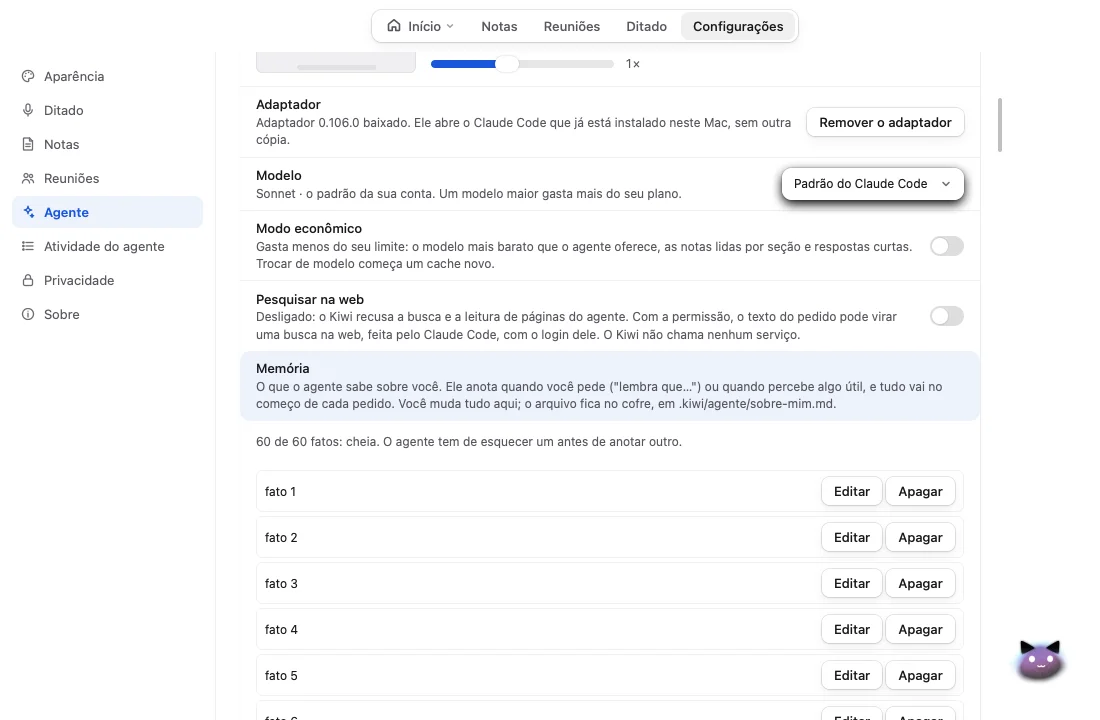 Início
Notas
Reuniões
Ditado
Configurações
Aparência
Ditado
Notas
Reuniões
Agente
Atividade do agente
Privacidade
Sobre
1×
Adaptador
Adaptador 0.106.0 baixado. Ele abre o Claude Code que já está instalado neste Mac, sem outra
cópia.
Remover o adaptador
Modelo
Sonnet · o padrão da sua conta. Um modelo maior gasta mais do seu plano.
Padrão do Claude Code
Modo econômico
Gasta menos do seu limite: o modelo mais barato que o agente oferece, as notas lidas por seção e respostas curtas.
Trocar de modelo começa um cache novo.
Pesquisar na web
Desligado: o Kiwi recusa a busca e a leitura de páginas do agente. Com a permissão, o texto do pedido pode virar
uma busca na web, feita pelo Claude Code, com o login dele. O Kiwi não chama nenhum serviço.
Memória
O que o agente sabe sobre você. Ele anota quando você pede ("lembra que...") ou quando percebe algo útil, e tudo vai no
começo de cada pedido. Você muda tudo aqui; o arquivo fica no cofre, em .kiwi/agente/sobre-mim.md.
60 de 60 fatos: cheia. O agente tem de esquecer um antes de anotar outro.
fato 1 Editar Apagar
fato 2 Editar Apagar
fato 3 Editar Apagar
fato 4 Editar Apagar
fato 5 Editar Apagar